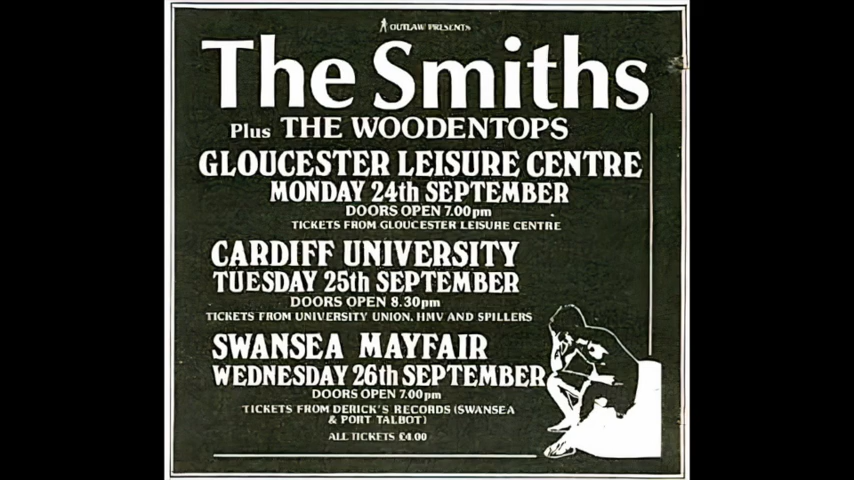 OUTLAW PRESENTS
The Smiths
Plus THE WOODENTOPS
GLOUCESTER LEISURE CENTRE
MONDAY 24th SEPTEMBER
DOORS OPEN 7.00pm
TICKETS FROM GLOUCESTER LEISURE CENTRE
CARDIFF UNIVERSITY
TUESDAY 25th SEPTEMBER
DOORS OPEN 8.30pm
TICKETS FROM UNIVERSITY UNION, HMV AND SPILLERS
SWANSEA MAYFAIR
WEDNESDAY 26th SEPTEMBER
DOORS OPEN 7.00pm
TICKETS FROM DERICK'S RECORDS (SWANSEA
& PORT TALBOT)
ALL TICKETS £4.00